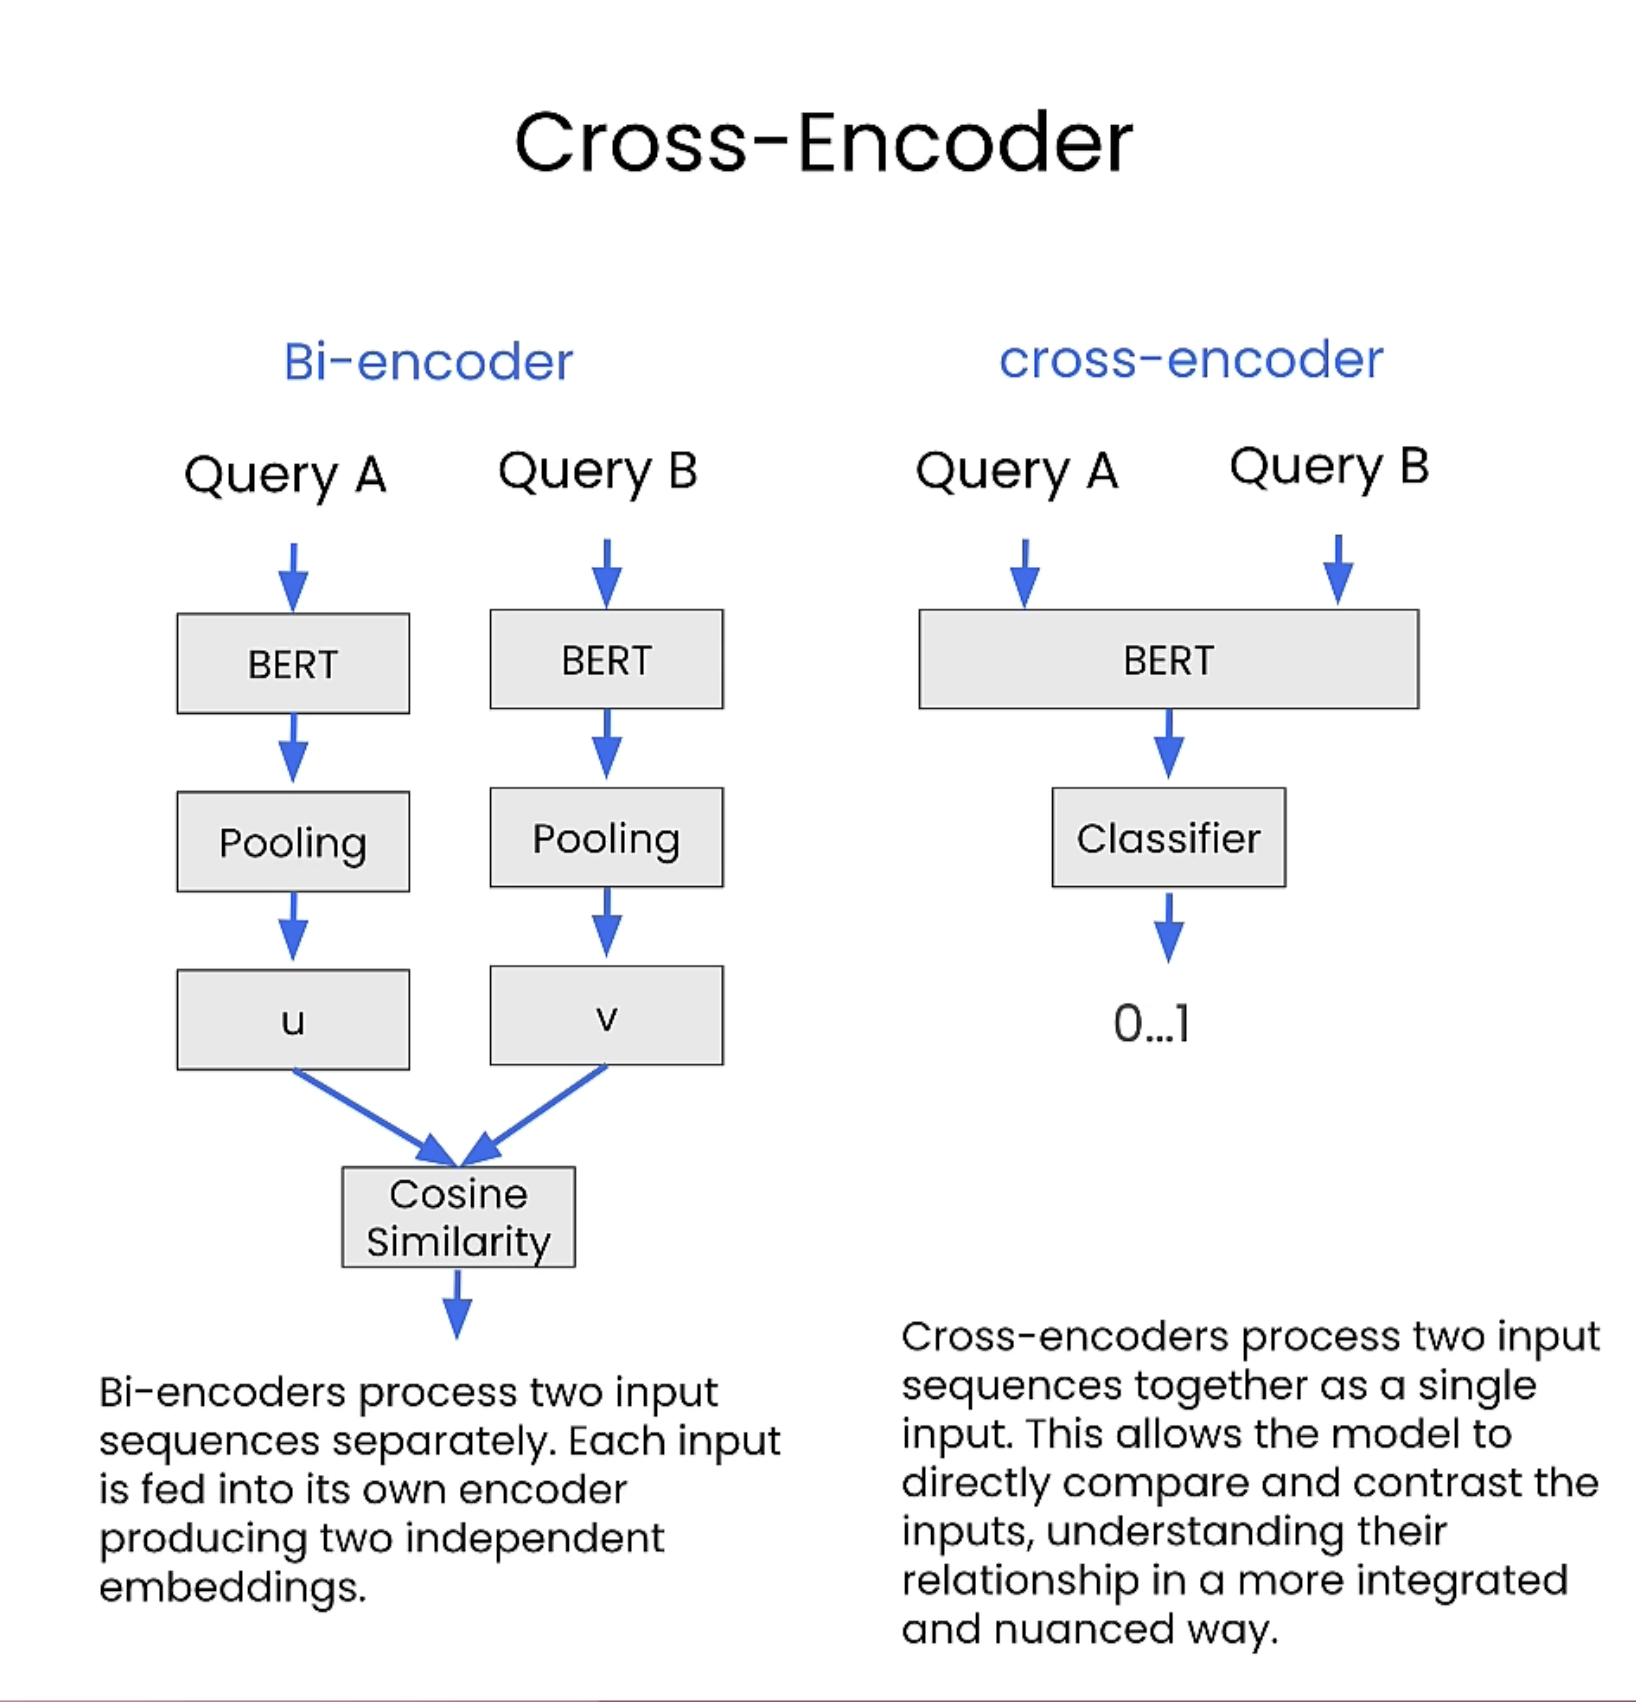 Cross-Encoder
Bi-encoder
Query A
Query B
BERT
BERT
Pooling
Pooling
u
v
Cosine
Similarity
Bi-encoders process two input
sequences separately. Each input
is fed into its own encoder
producing two independent
embeddings.
cross-encoder
Query A
Query B
BERT
Classifier
0...1
Cross-encoders process two input
sequences together as a single
input. This allows the model to
directly compare and contrast the
inputs, understanding their
relationship in a more integrated
and nuanced way.